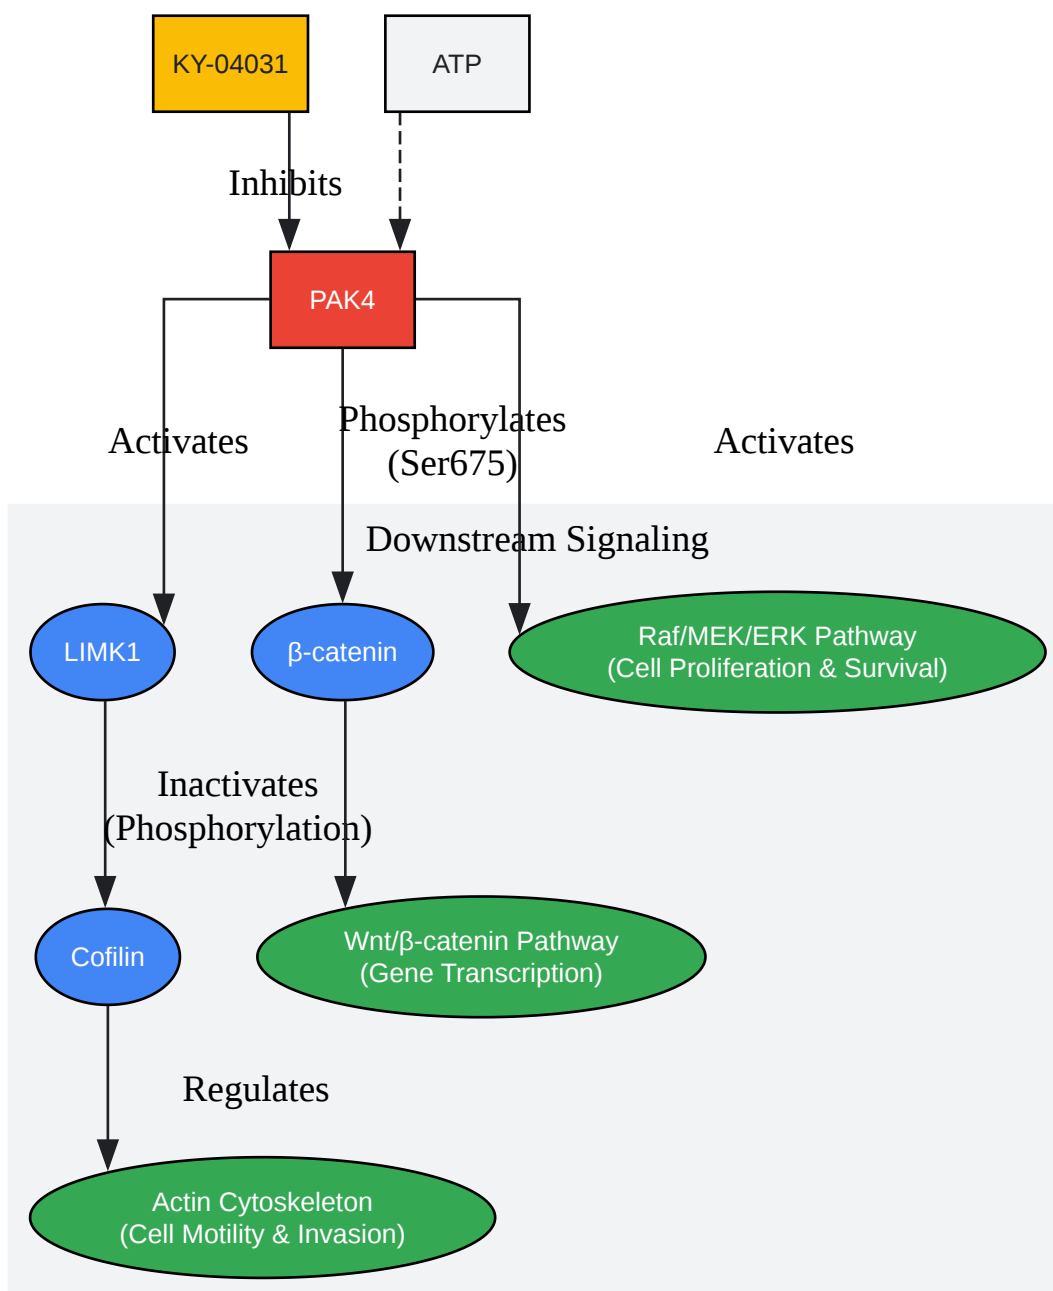 KY-04031
ATP
Inhibits
PAK4
Activates
Phosphorylates
(Ser675)
Activates
Downstream Signaling
LIMK1
β-catenin
Raf/MEK/ERK Pathway
(Cell Proliferation & Survival)
Inactivates
(Phosphorylation)
Cofilin
Wnt/β-catenin Pathway
(Gene Transcription)
Regulates
Actin Cytoskeleton
(Cell Motility & Invasion)